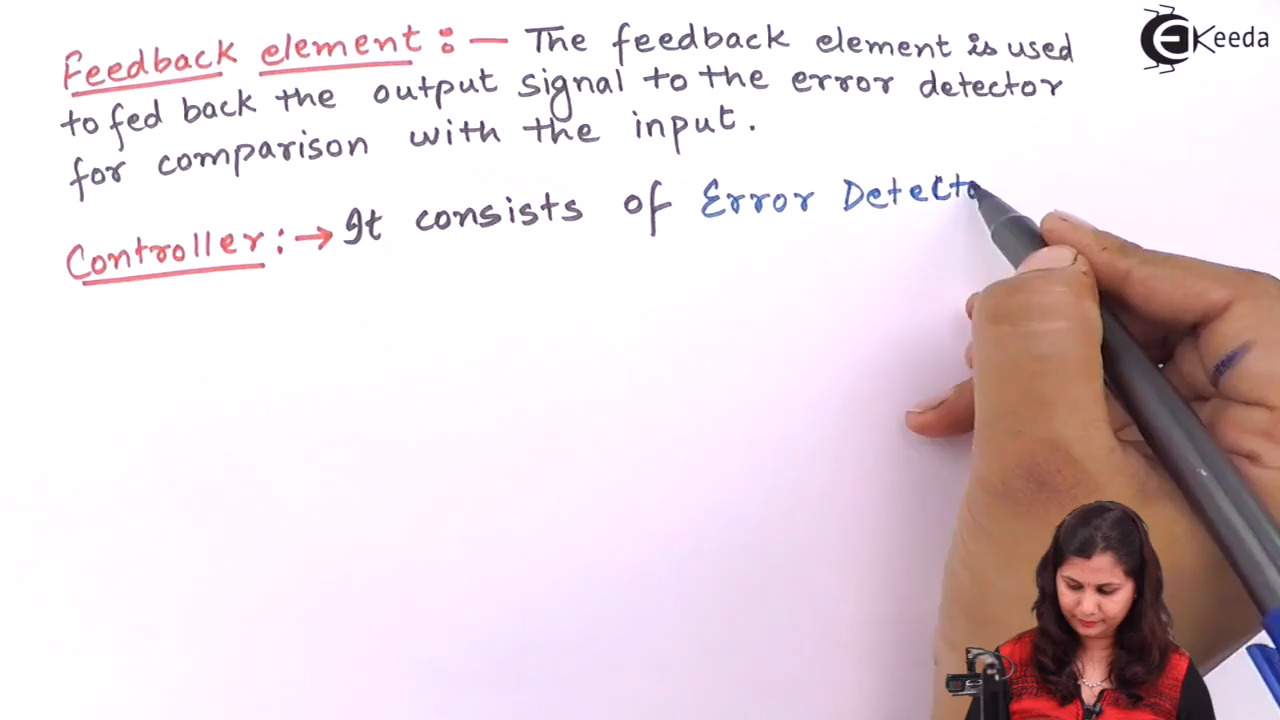 Feedback element :— The feedback element is used
to fed back the output signal to the error detector
for comparison with the input.
Controller :→ It consists of Error Detecto
EKeeda